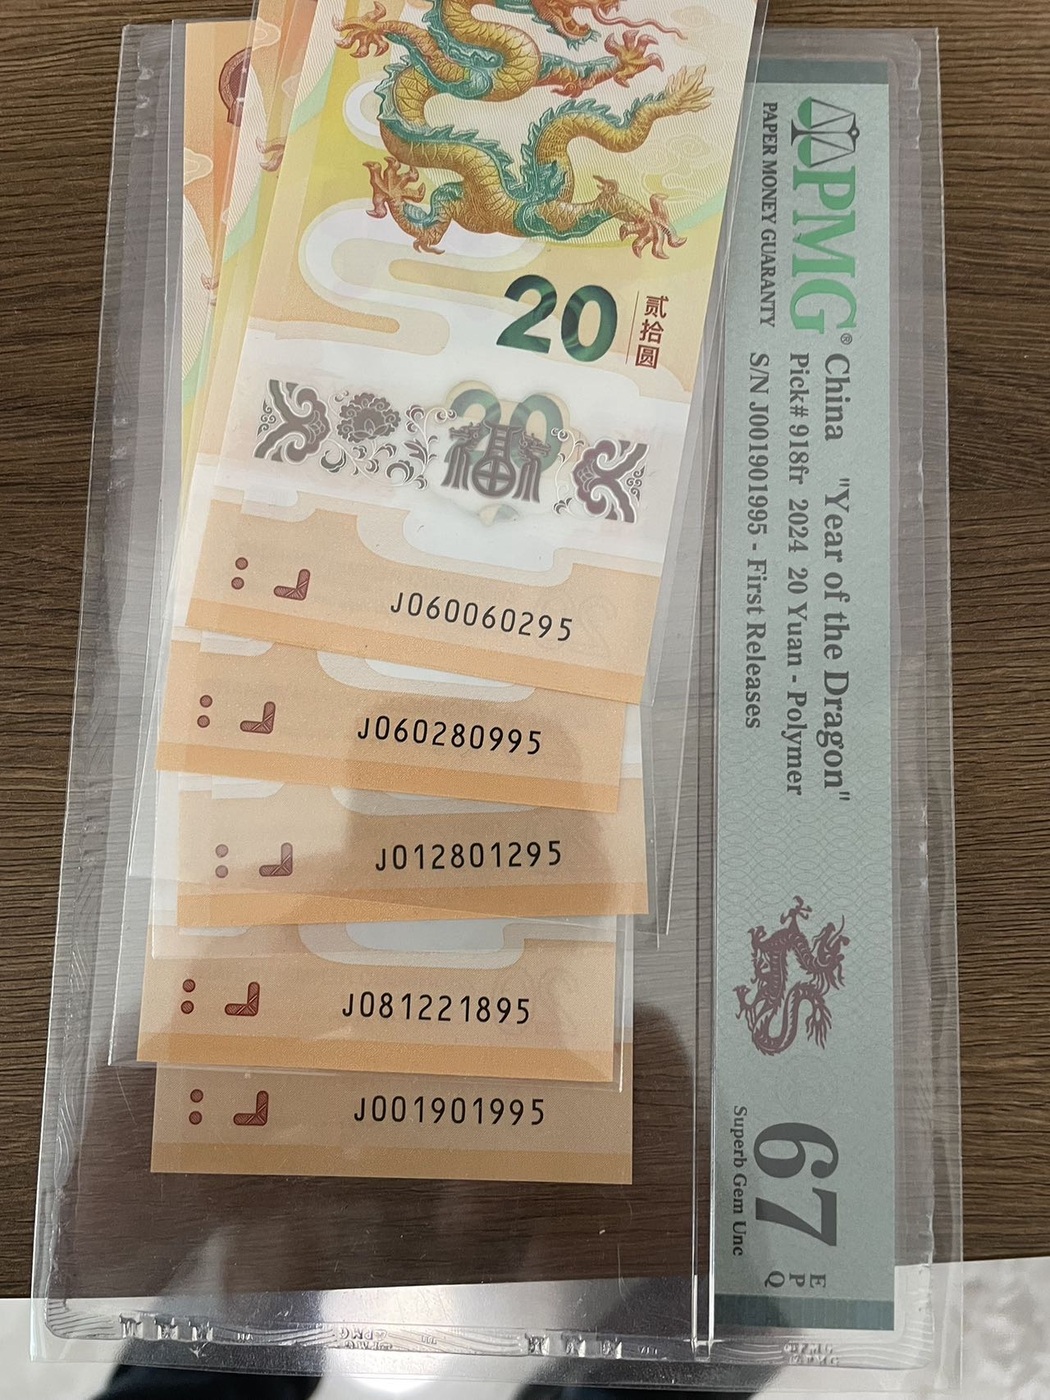 20
贰拾圆
20
福
J060060295
J060280995
J012801295
J081221895
J001901995
PMG®
PAPER MONEY GUARANTY
China "Year of the Dragon"
Pick# 918fr 2024 20 Yuan - Polymer
S/N J001901995 - First Releases
67
EPQ
Superb Gem Unc